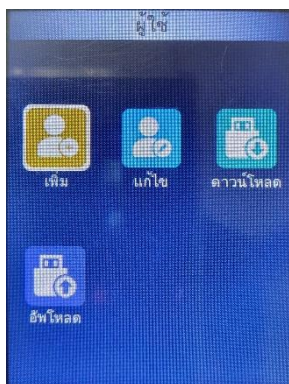 ผู้ใช้
เพิ่ม
แก้ไข
ดาวน์โหลด
อัพโหลด